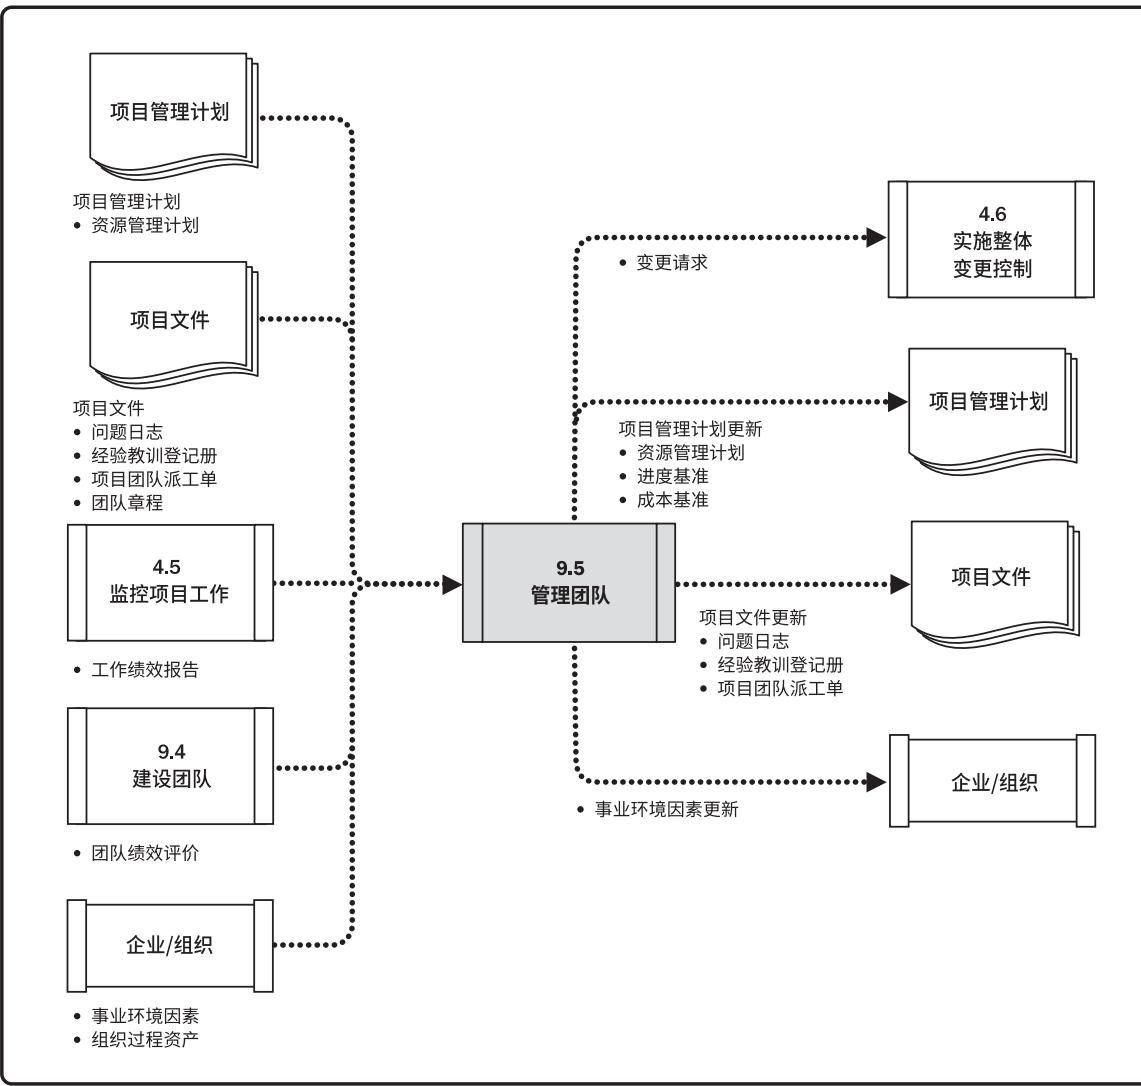 项目管理计划
项目管理计划
• 资源管理计划
项目文件
项目文件
• 问题日志
• 经验教训登记册
• 项目团队派工单
• 团队章程
4.5
监控项目工作
• 工作绩效报告
9.4
建设团队
• 团队绩效评价
企业/组织
• 事业环境因素
• 组织过程资产
9.5
管理团队
• 变更请求
4.6
实施整体
变更控制
项目管理计划更新
• 资源管理计划
• 进度基准
• 成本基准
项目管理计划
项目文件更新
• 问题日志
• 经验教训登记册
• 项目团队派工单
项目文件
• 事业环境因素更新
企业/组织